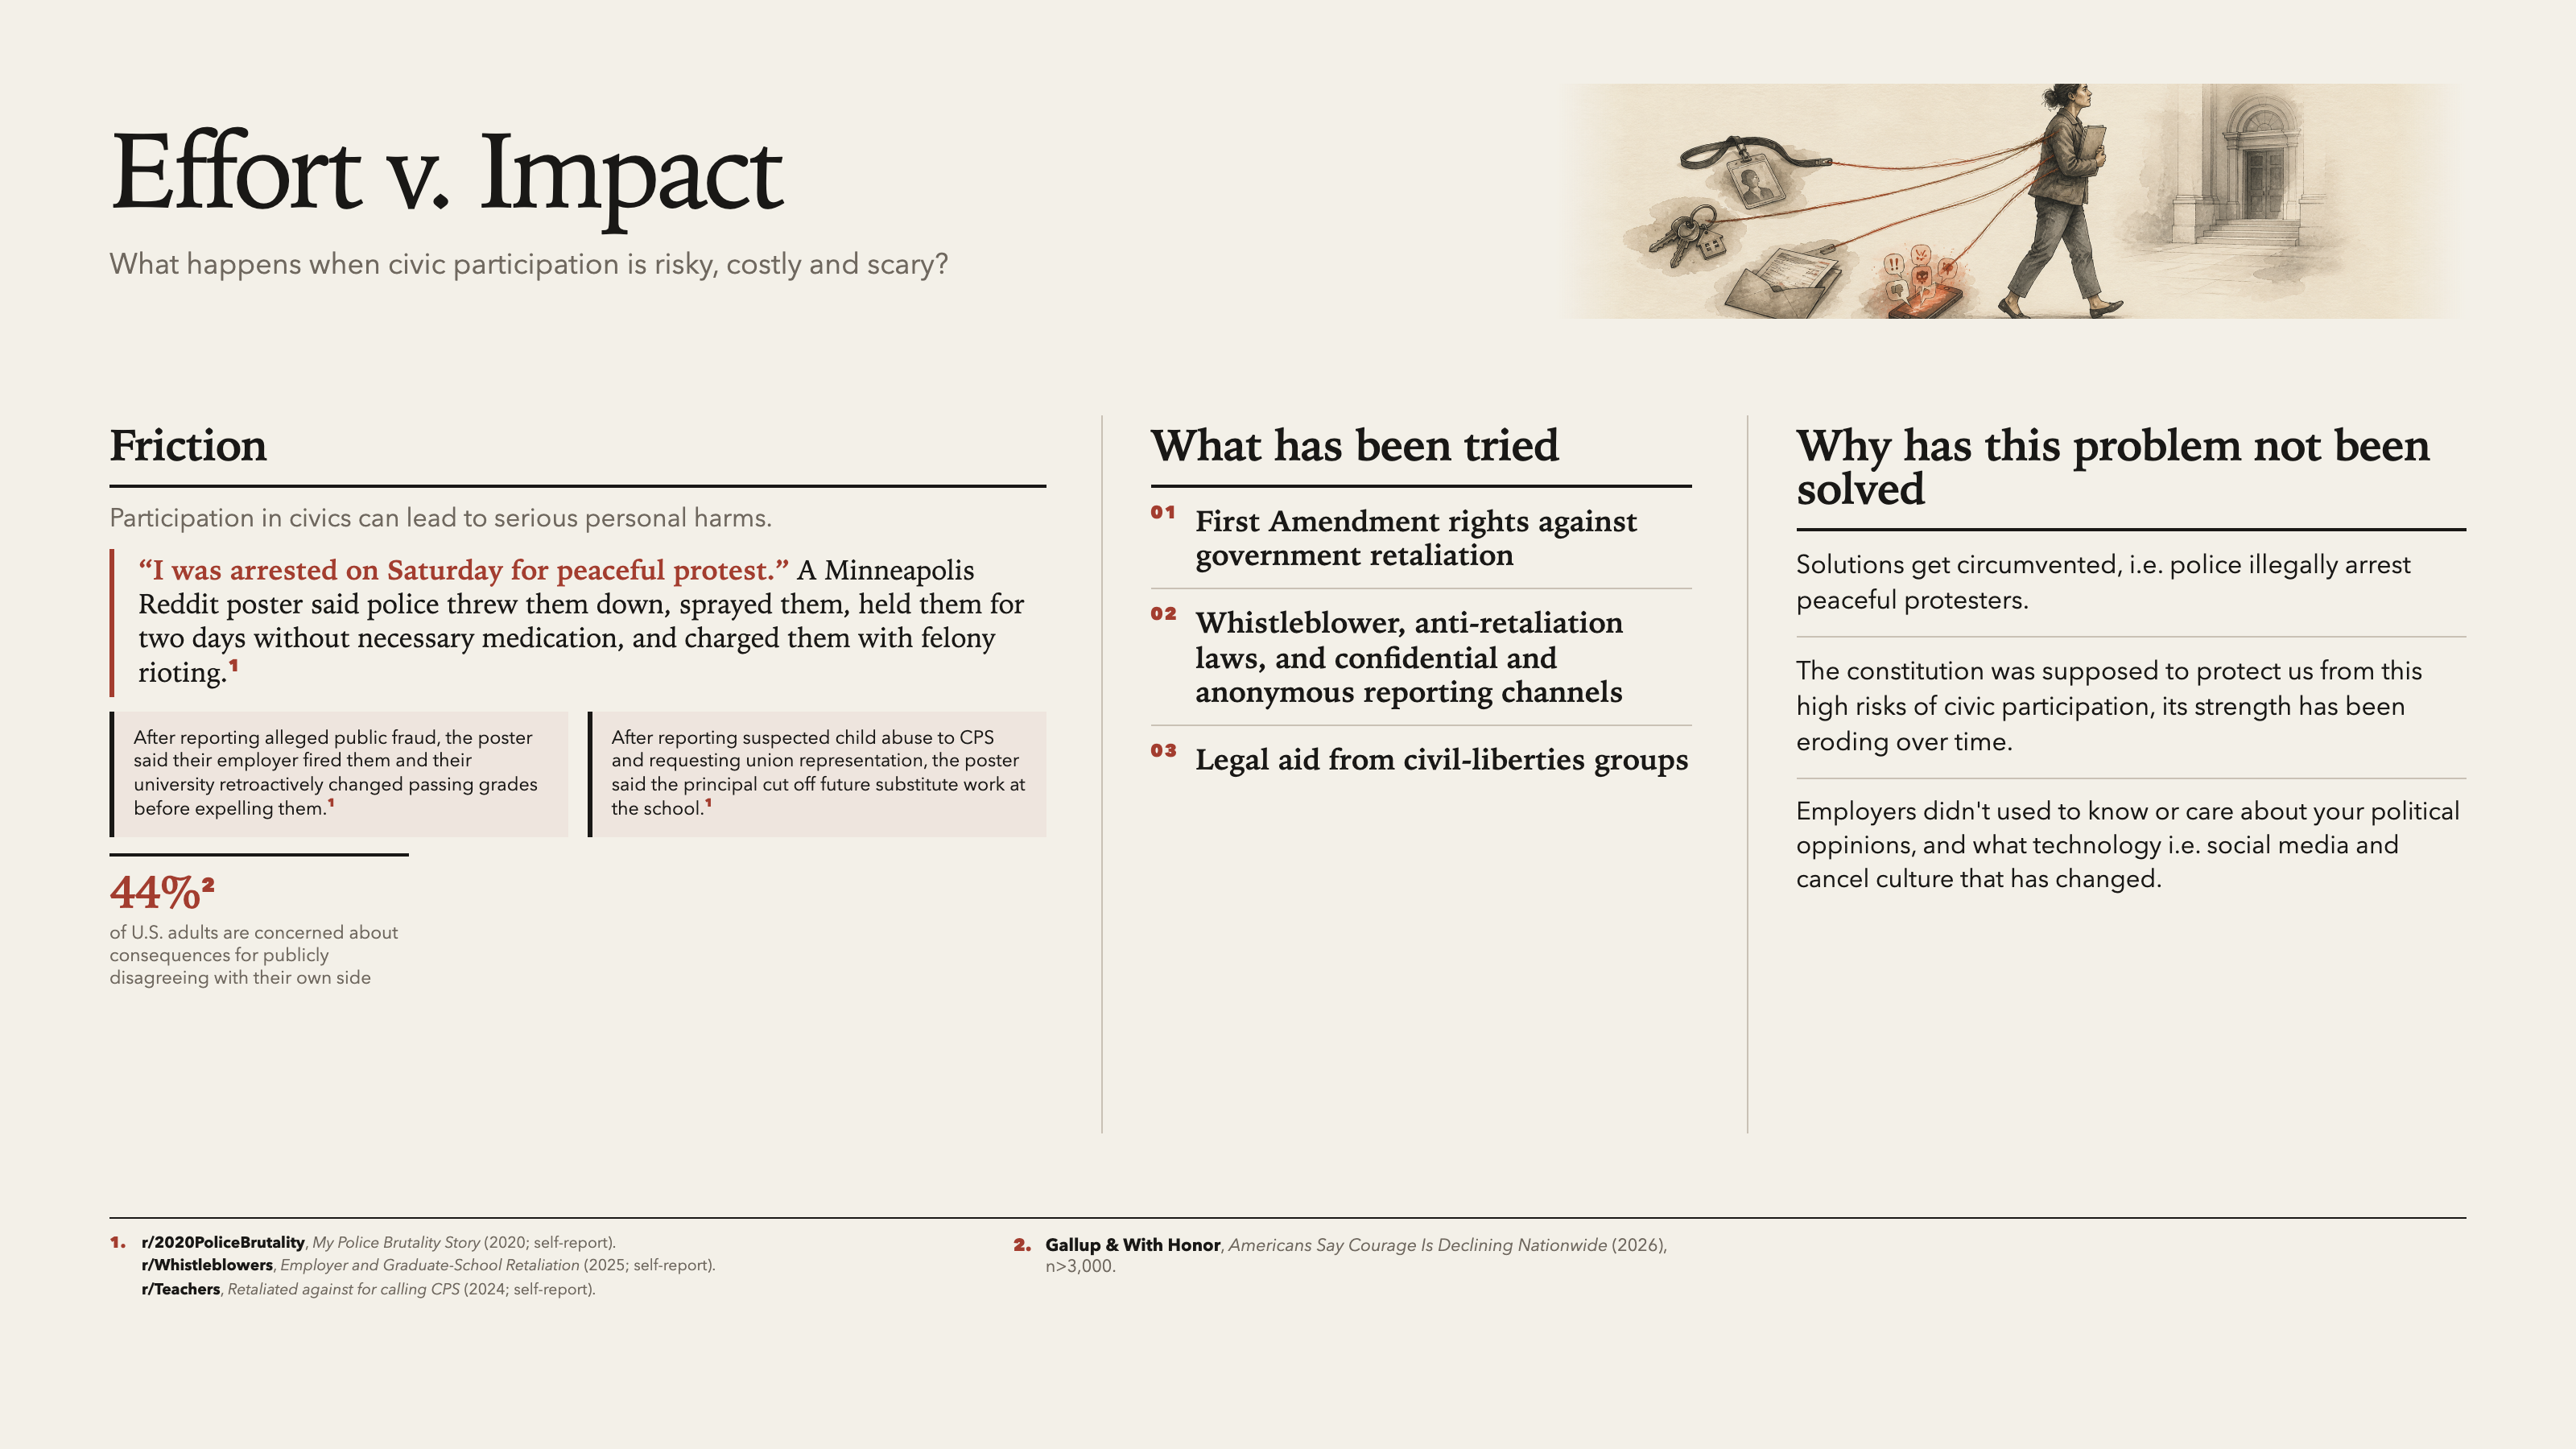 Effort v. Impact
What happens when civic participation is risky, costly and scary?
Friction
Participation in civics can lead to serious personal harms.
“I was arrested on Saturday for peaceful protest.” A Minneapolis
Reddit poster said police threw them down, sprayed them, held them for
two days without necessary medication, and charged them with felony
rioting.1
After reporting alleged public fraud, the poster
said their employer fired them and their
university retroactively changed passing grades
before expelling them.1
After reporting suspected child abuse to CPS
and requesting union representation, the poster
said the principal cut off future substitute work at
the school.1
44%2
of U.S. adults are concerned about
consequences for publicly
disagreeing with their own side
What has been tried
01 First Amendment rights against
government retaliation
02 Whistleblower, anti-retaliation
laws, and confidential and
anonymous reporting channels
03 Legal aid from civil-liberties groups
Why has this problem not been
solved
Solutions get circumvented, i.e. police illegally arrest
peaceful protesters.
The constitution was supposed to protect us from this
high risks of civic participation, its strength has been
eroding over time.
Employers didn't used to know or care about your political
oppinions, and what technology i.e. social media and
cancel culture that has changed.
1. r/2020PoliceBrutality, My Police Brutality Story (2020; self-report).
r/Whistleblowers, Employer and Graduate-School Retaliation (2025; self-report).
r/Teachers, Retaliated against for calling CPS (2024; self-report).
2. Gallup & With Honor, Americans Say Courage Is Declining Nationwide (2026),
n>3,000.